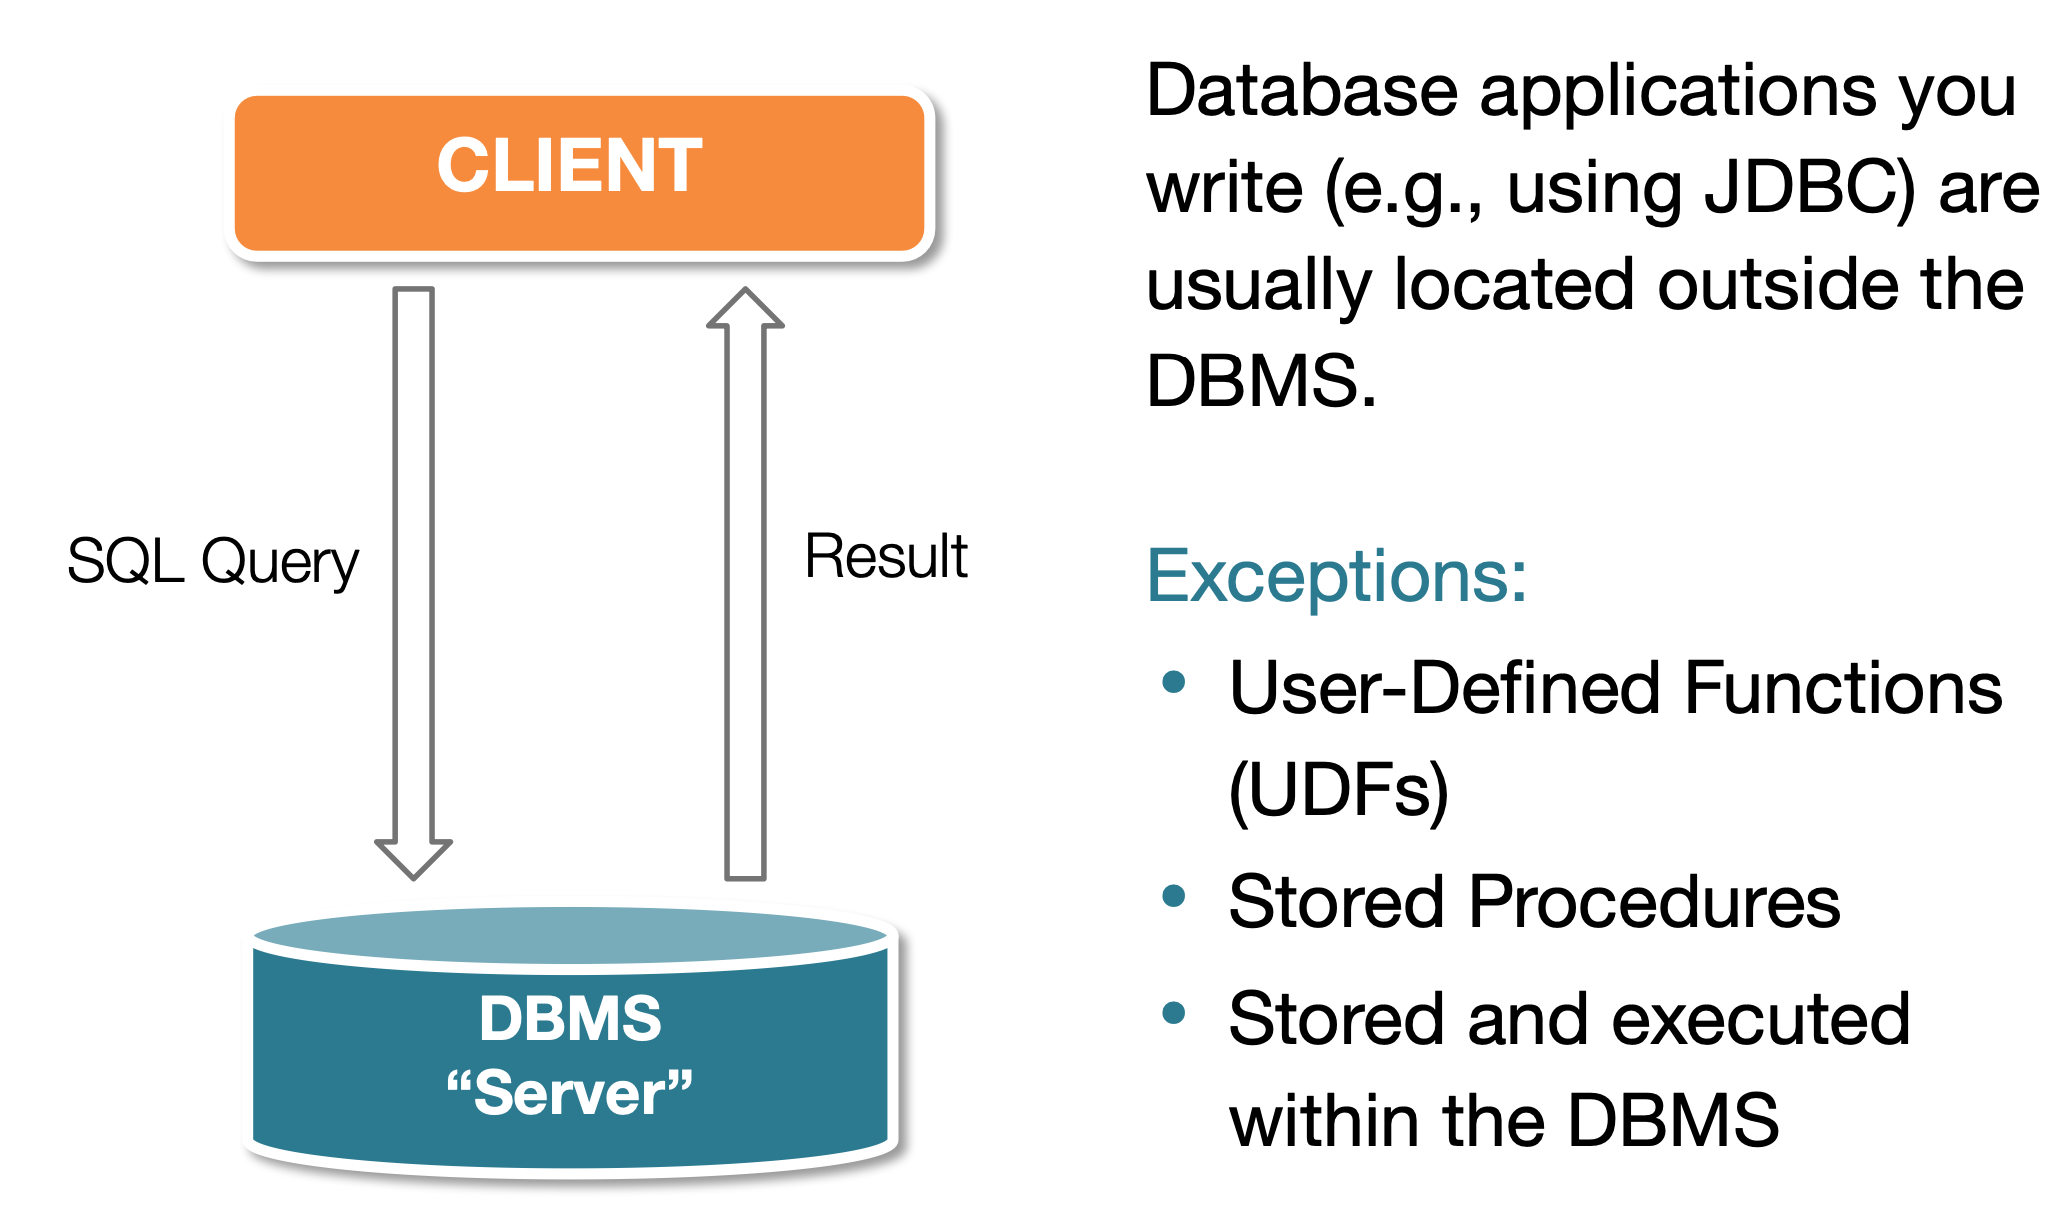 CLIENT
SQL Query
Result
DBMS
“Server”
Database applications you
write (e.g., using JDBC) are
usually located outside the
DBMS.
Exceptions:
• User-Defined Functions
(UDFs)
• Stored Procedures
• Stored and executed
within the DBMS